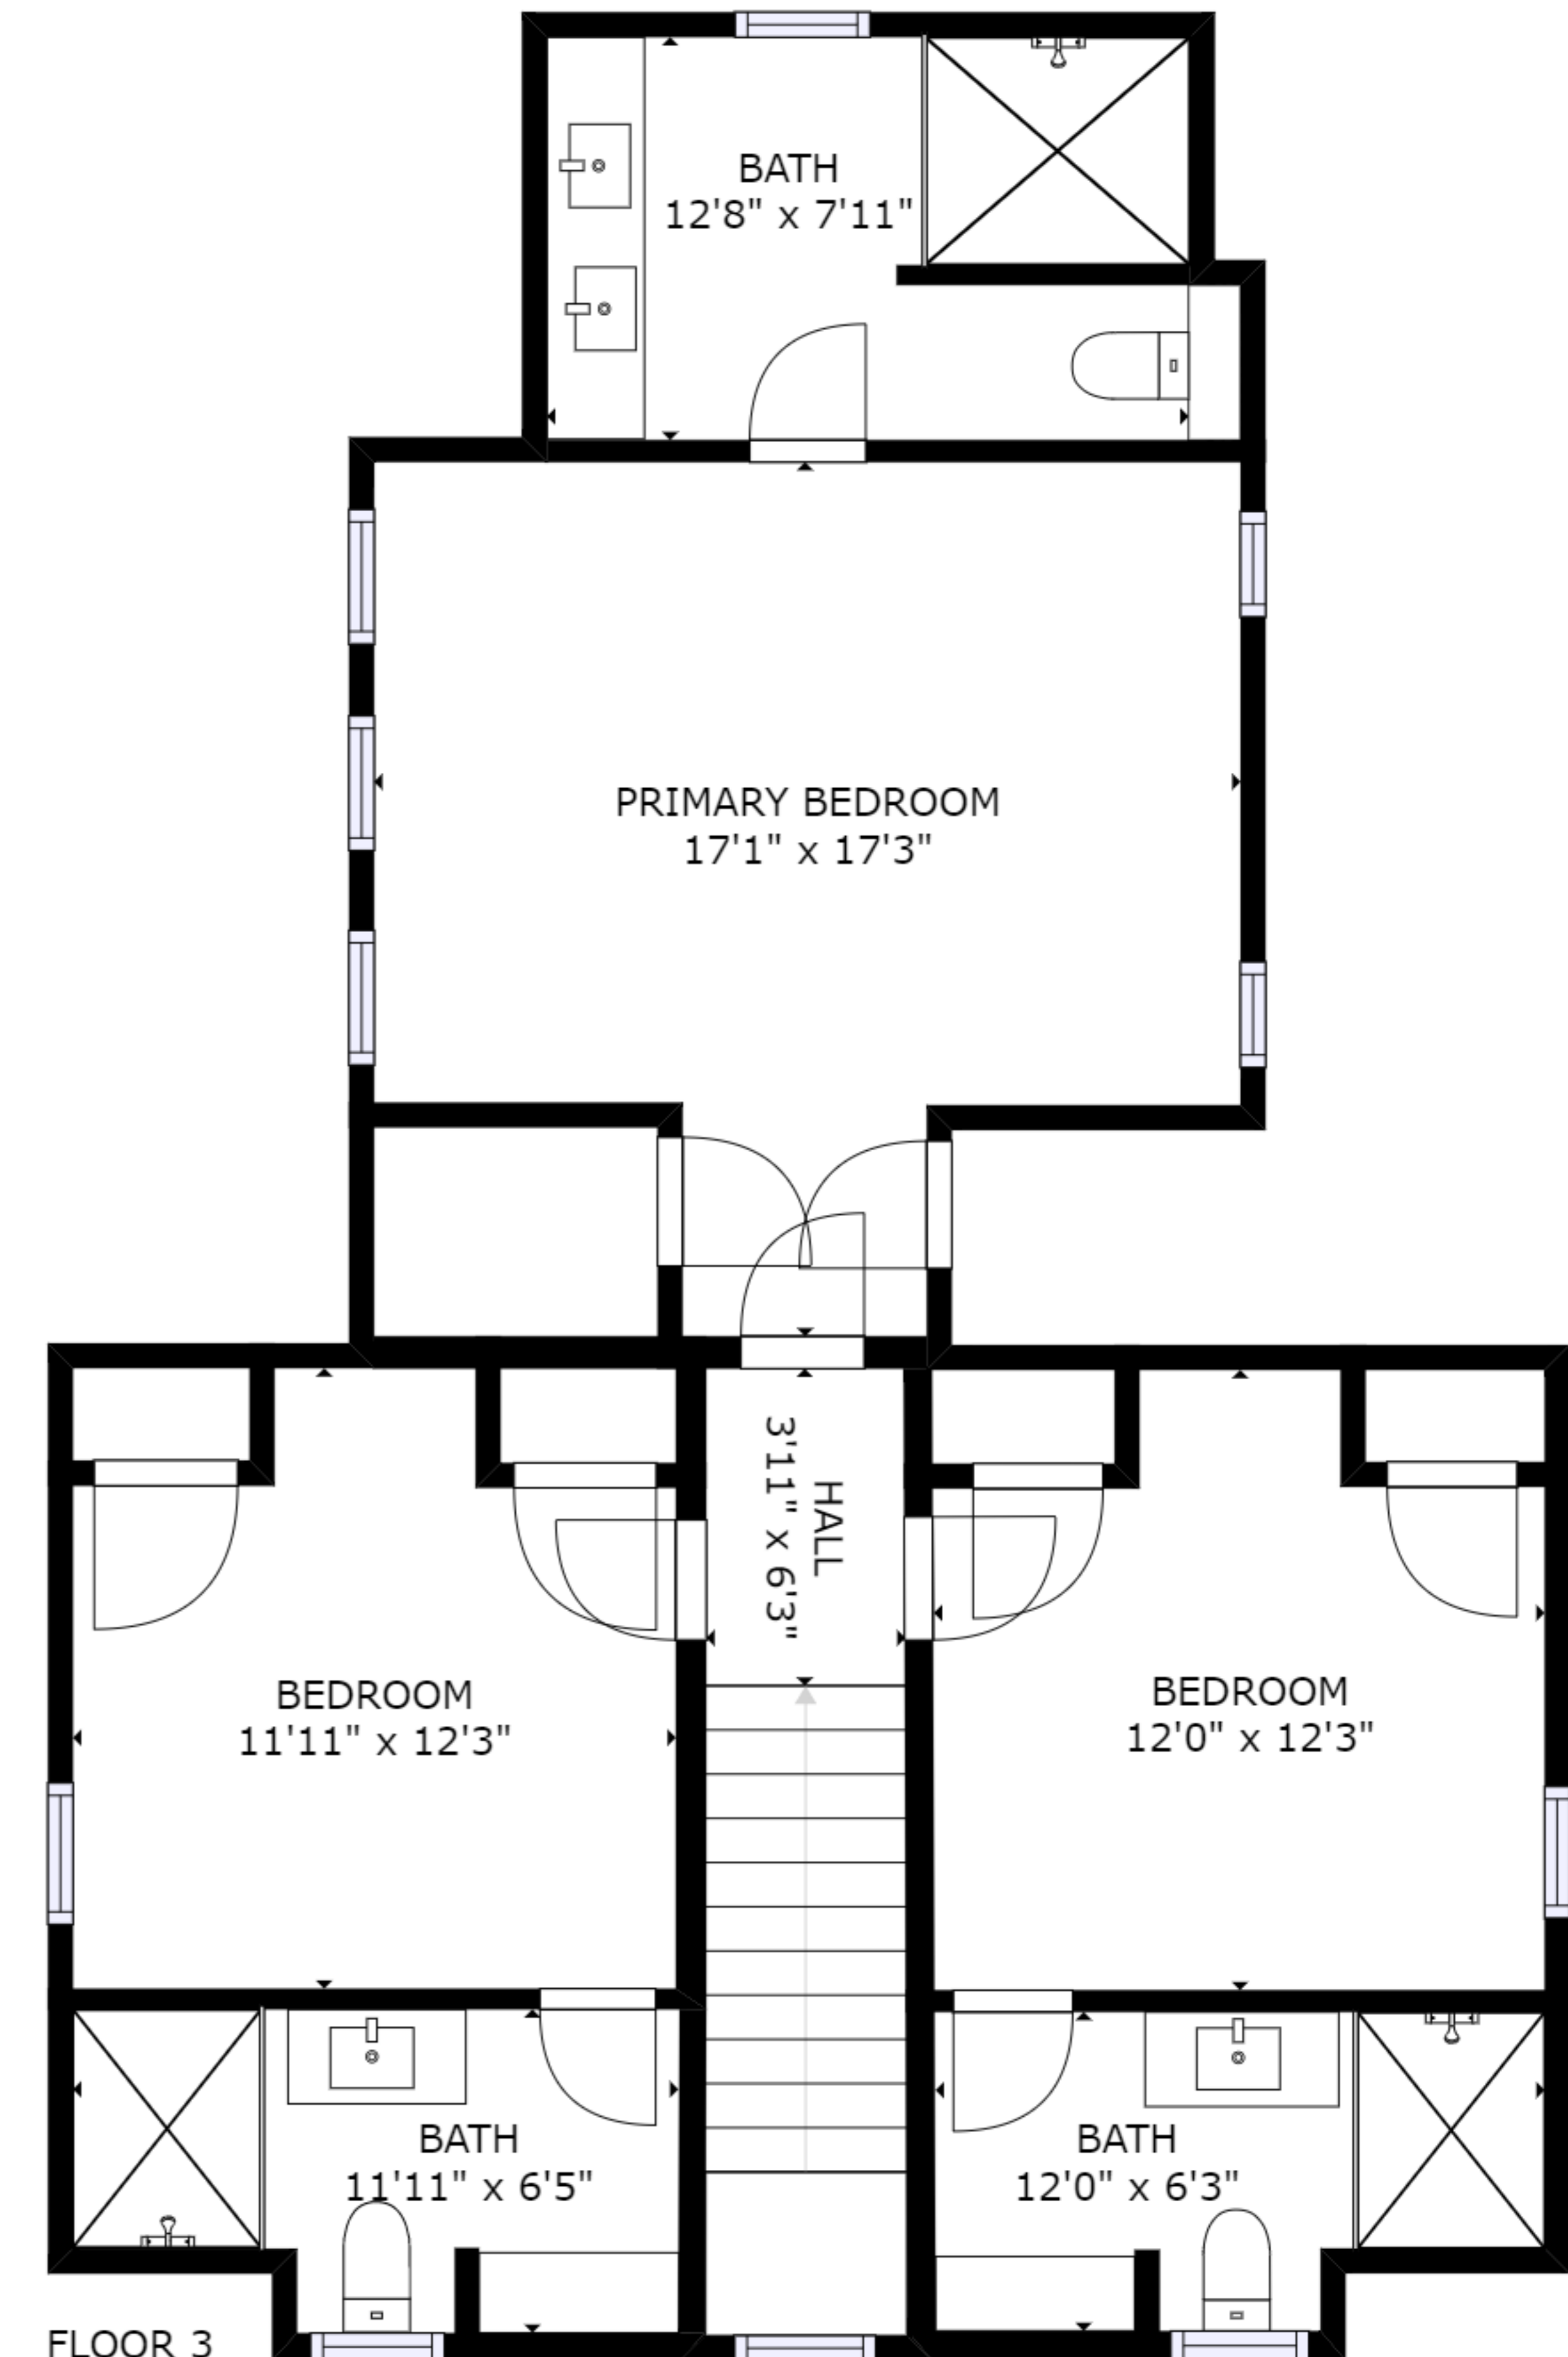 BATH
12'8" x 7'11"
PRIMARY BEDROOM
17'1" x 17'3"
HALL
3'11" x 6'3"
BEDROOM
11'11" x 12'3"
BEDROOM
12'0" x 12'3"
BATH
11'11" x 6'5"
BATH
12'0" x 6'3"
FLOOR 3